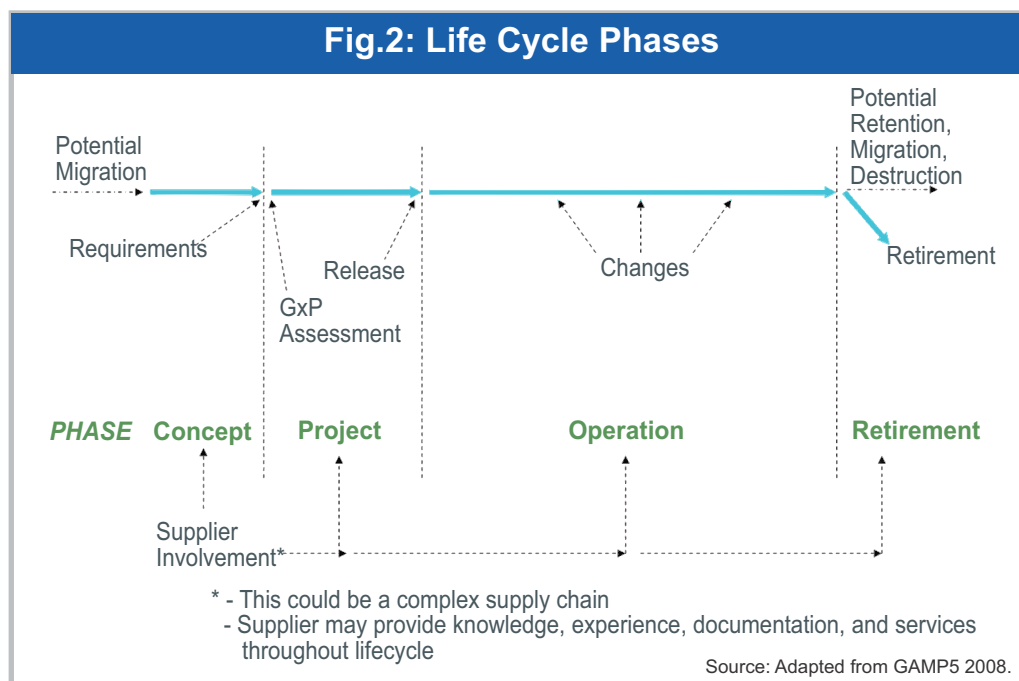 Fig.2: Life Cycle Phases
Potential
Migration
Potential
Retention,
Migration,
Destruction
Requirements
Release
Changes
Retirement
GxP
Assessment
PHASE Concept Project Operation Retirement
Supplier
Involvement*
* - This could be a complex supply chain
- Supplier may provide knowledge, experience, documentation, and services
throughout lifecycle
Source: Adapted from GAMP5 2008.